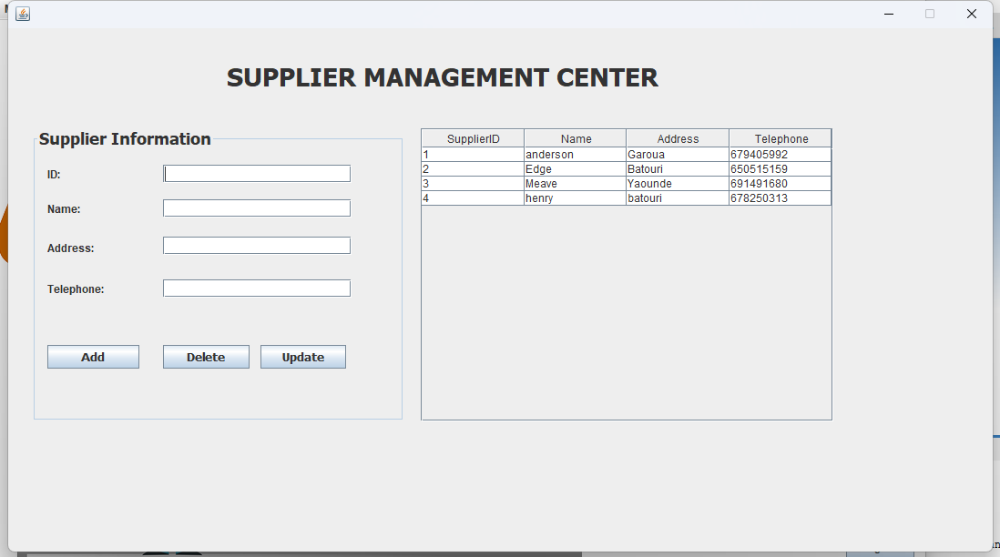 SUPPLIER MANAGEMENT CENTER
Supplier Information
ID:
Name:
Address:
Telephone:
Add Delete Update
SupplierID Name Address Telephone
1 anderson Garoua 679405992
2 Edge Batouri 650515159
3 Meave Yaounde 691491680
4 henry batouri 678250313